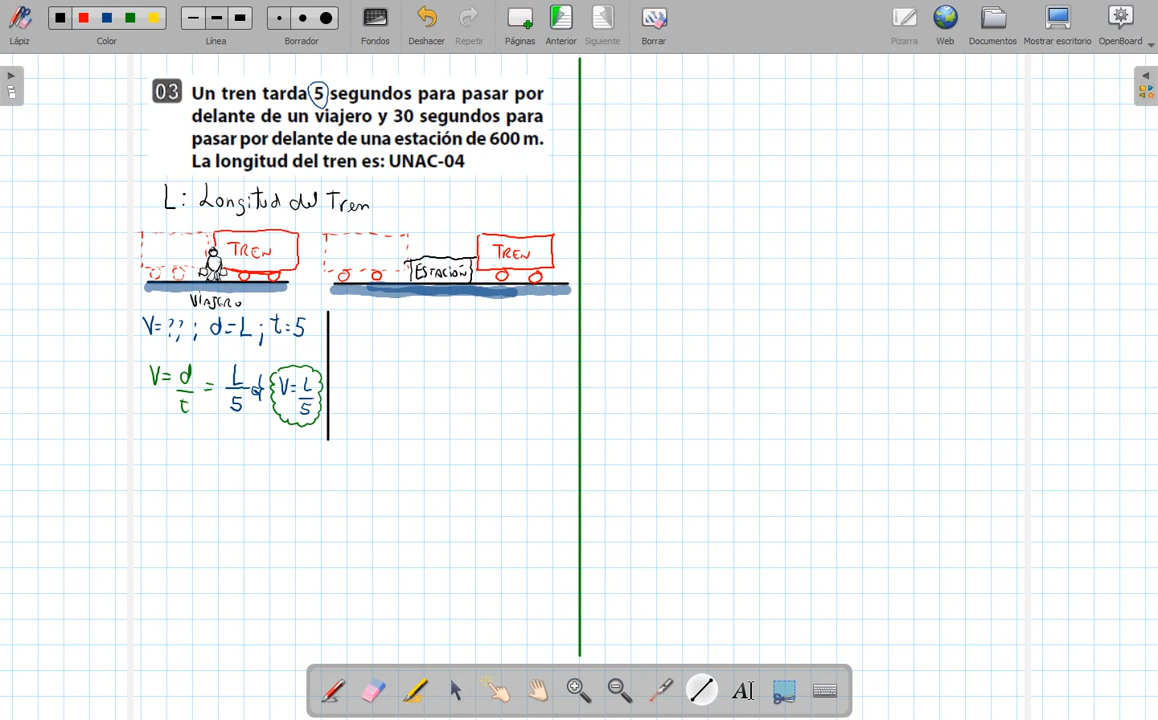 Lápiz
Color
Línea
Borrador
Fondos
Deshacer
Repetir
Páginas
Anterior
Siguiente
Borrar
Pizarra
Web
Documentos
Mostrar escritorio
OpenBoard
03
Un tren tarda 5 segundos para pasar por
delante de un viajero y 30 segundos para
pasar por delante de una estación de 600 m.
La longitud del tren es: UNAC-04
L: Longitud del Tren
TREN
ESTACIÓN
TREN
VIAJERO
V=??; d=L; t=5
V=d/t = L/5
V=L/5
AI